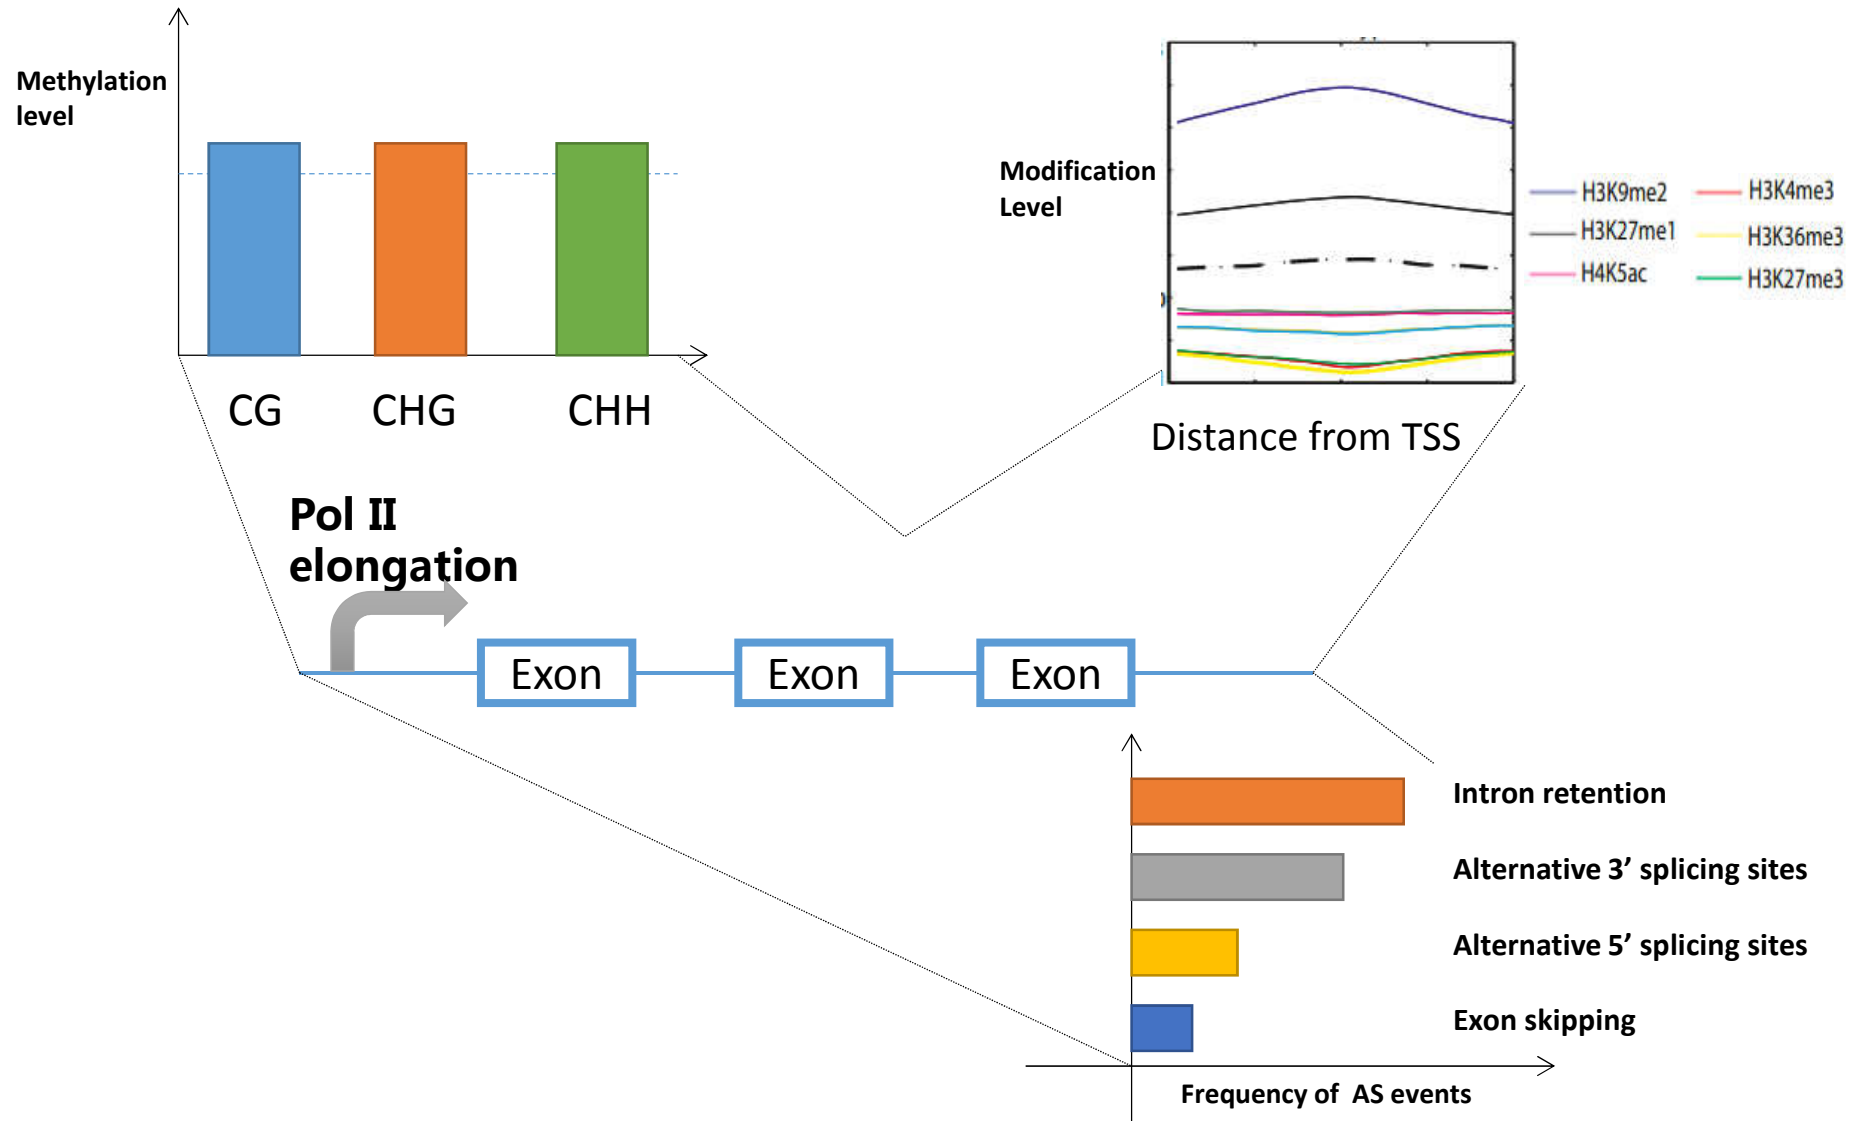 Methylation
level
CG
CHG
CHH
Modification
Level
H3K9me2
H3K4me3
H3K27me1
H3K36me3
H4K5ac
H3K27me3
Distance from TSS
Pol II
elongation
Exon
Exon
Exon
Intron retention
Alternative 3’ splicing sites
Alternative 5’ splicing sites
Exon skipping
Frequency of AS events